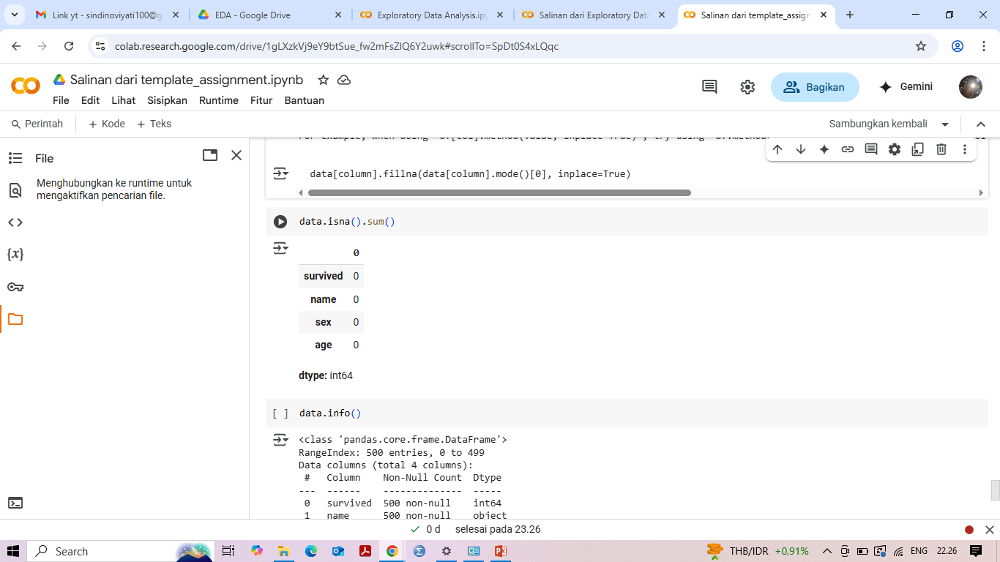 Link yt - sindinoviyati100@g
EDA - Google Drive
Exploratory Data Analysis.ip
Salinan dari Exploratory Dat
Salinan dari template_assign
colab.research.google.com/drive/1gLXzkVj9eY9btSue_fw2mFsZIQ6Y2uwk#scrollTo=SpDt0S4xLQqc
Salinan dari template_assignment.ipynb
File Edit Lihat Sisipkan Runtime Fitur Bantuan
Bagikan
Gemini
Perintah + Kode + Teks
Sambungkan kembali
File
Menghubungkan ke runtime untuk
mengaktifkan pencarian file.
{x}
For example, when doing 'df[col].method(value, inplace=True)', try using 'df.method
data[column].fillna(data[column].mode()[0], inplace=True)
data.isna().sum()
0
survived 0
name 0
sex 0
age 0
dtype: int64
[ ] data.info()
<class 'pandas.core.frame.DataFrame'>
RangeIndex: 500 entries, 0 to 499
Data columns (total 4 columns):
# Column Non-Null Count Dtype
--- ------ -------------- -----
0 survived 500 non-null int64
1 name 500 non-null object
0 d selesai pada 23.26
Search
THB/IDR +0,91%
ENG 22.26